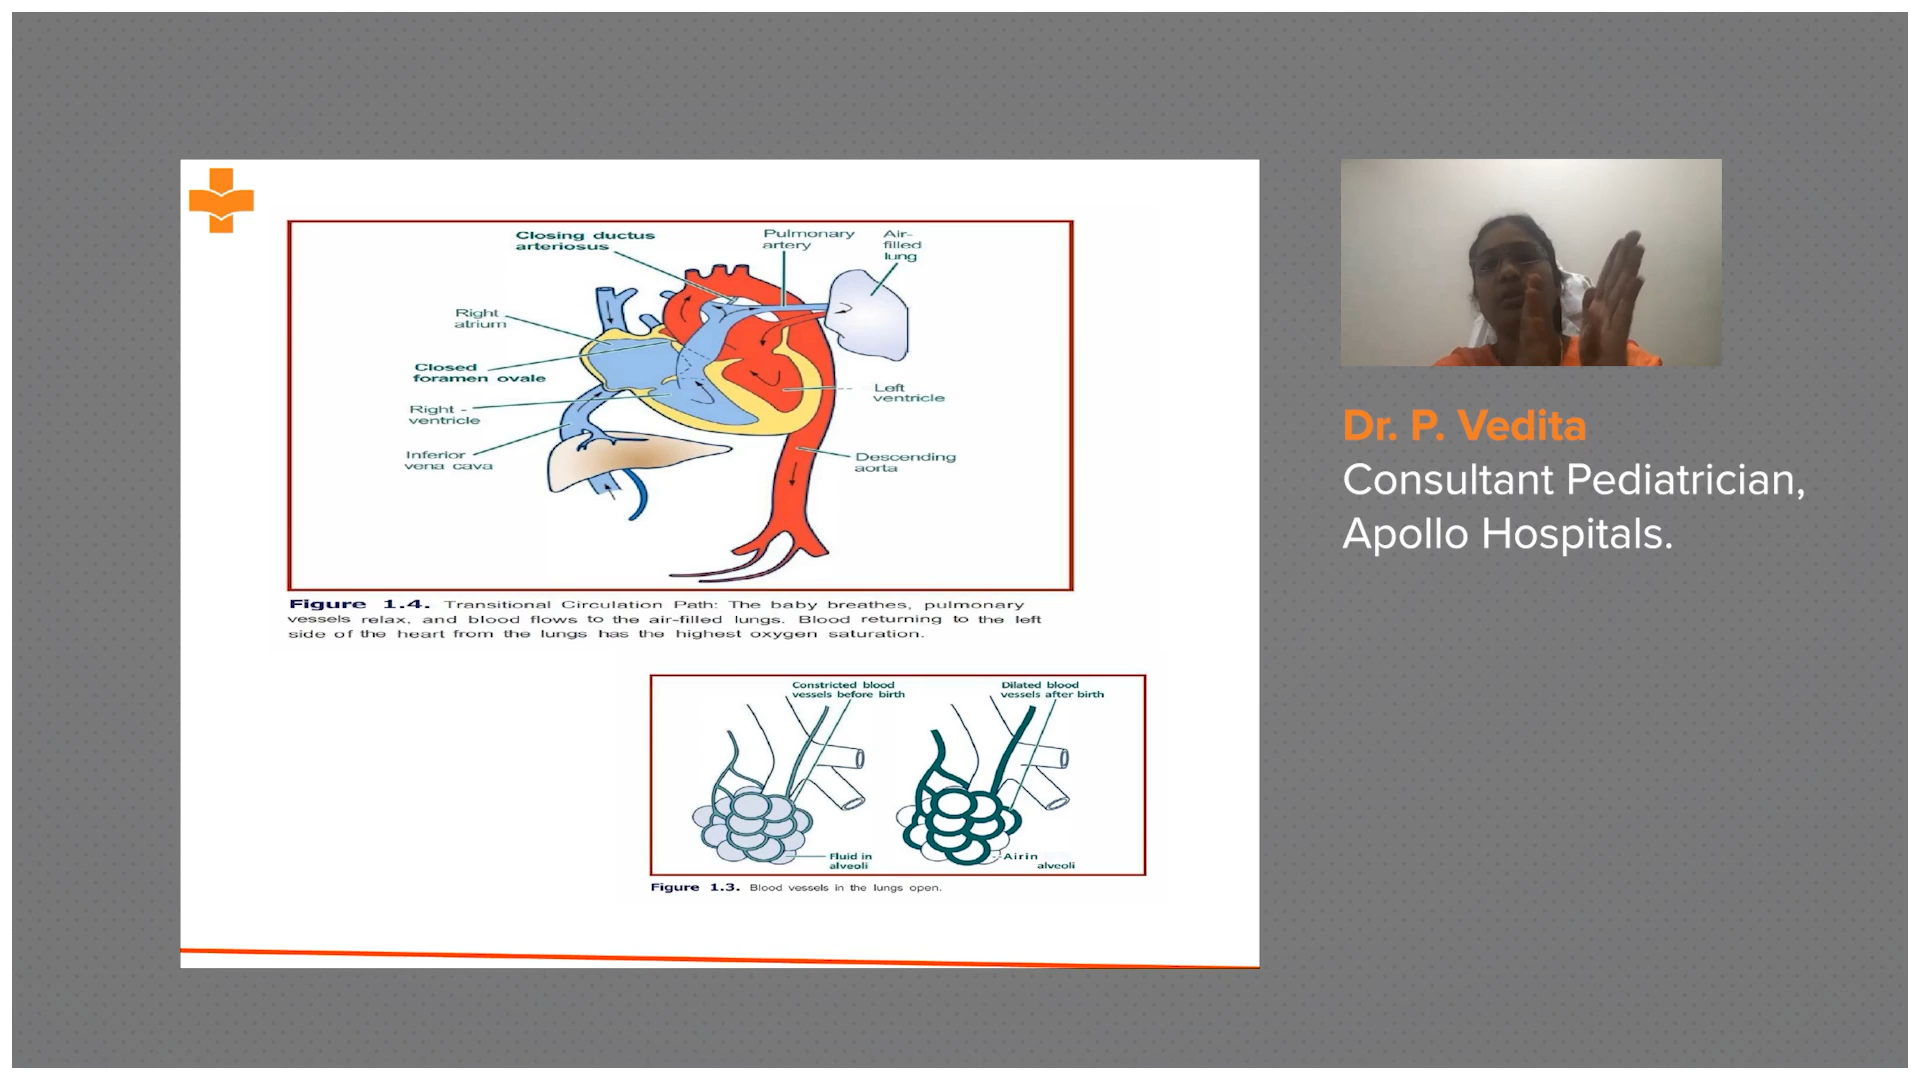 Closing ductus
arteriosus
Pulmonary
artery
Air-
filled
lung
Right
atrium
Closed
foramen ovale
Right -
ventricle
Inferior
vena cava
Left
ventricle
Descending
aorta
Figure 1.4. Transitional Circulation Path: The baby breathes, pulmonary
vessels relax, and blood flows to the air-filled lungs. Blood returning to the left
side of the heart from the lungs has the highest oxygen saturation.
Constricted blood
vessels before birth
Dilated blood
vessels after birth
Fluid in
alveoli
Airin
alveoli
Figure 1.3. Blood vessels in the lungs open.
Dr. P. Vedita
Consultant Pediatrician,
Apollo Hospitals.